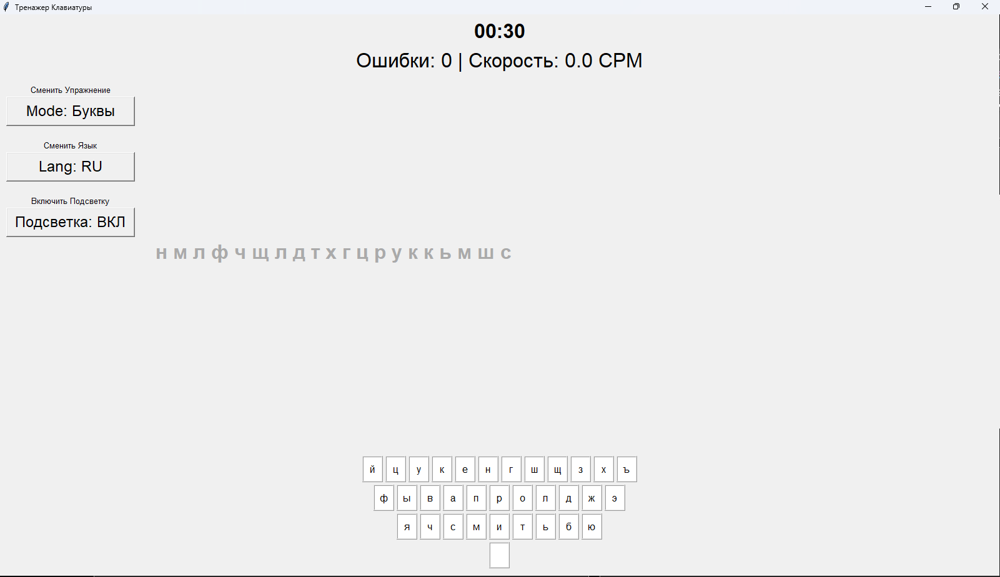 Тренажер Клавиатуры
00:30
Ошибки: 0 | Скорость: 0.0 CPM
Сменить Упражнение
Mode: Буквы
Сменить Язык
Lang: RU
Включить Подсветку
Подсветка: ВКЛ
н м л ф ч щ л д т х г ц р у к к ь м ш с
й ц у к е н г ш щ з х ъ
ф ы в а п р о л д ж э
я ч с м и т ь б ю